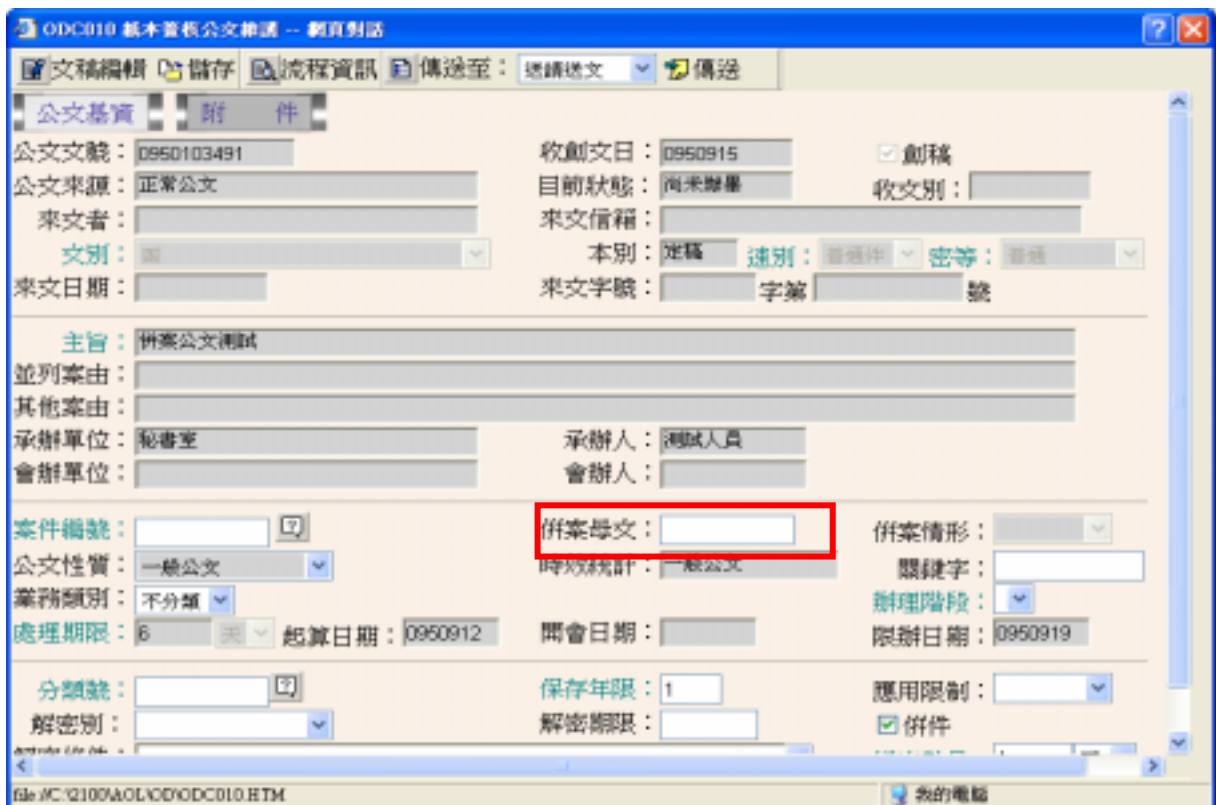 ODC010 紙本簽核公文維護 -- 網頁對話
文稿編輯 儲存 流程資訊 傳送至： 送請送文 傳送
公文基資 附 件
公文文號： 0950103491 收創文日： 0950915 創稿
公文來源： 正常公文 目前狀態： 尚未辦畢 收文別：
來文者： 來文信箱：
文別： 函 本別： 定稿 速別： 普通件 密等： 普通
來文日期： 來文字號： 字第 號
主旨： 併案公文測試
並列案由：
其他案由：
承辦單位： 秘書室 承辦人： 測試人員
會辦單位： 會辦人：
案件編號： 併案母文： 併案情形：
公文性質： 一般公文 時效統計： 一般公文 關鍵字：
業務類別： 不分類 辦理階段：
處理期限： 6 天 起算日期： 0950912 開會日期： 限辦日期： 0950919
分類號： 保存年限： 1 應用限制：
解密別： 解密期限： 併件
file://C:\2100\AOL\OD\ODC010.HTM 我的電腦